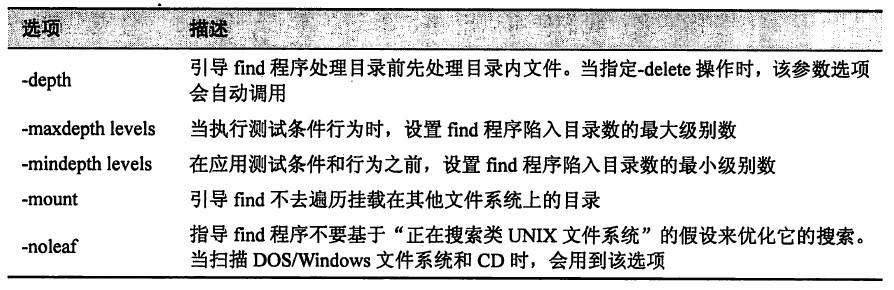 选项 描述
-depth 引导 find 程序处理目录前先处理目录内文件。当指定-delete 操作时，该参数选项
会自动调用
-maxdepth levels 当执行测试条件行为时，设置 find 程序陷入目录数的最大级别数
-mindepth levels 在应用测试条件和行为之前，设置 find 程序陷入目录数的最小级别数
-mount 引导 find 不去遍历挂载在其他文件系统上的目录
-noleaf 指导 find 程序不要基于“正在搜索类 UNIX 文件系统”的假设来优化它的搜索。
当扫描 DOS/Windows 文件系统和 CD 时，会用到该选项